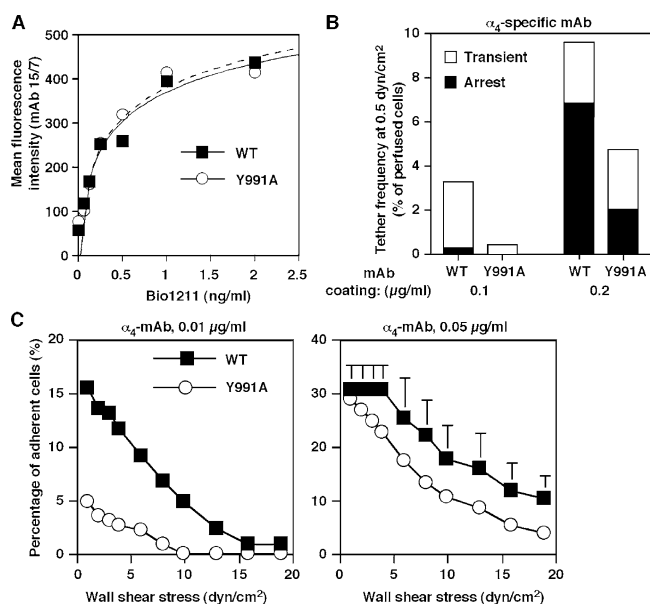 A
Mean fluorescence
intensity (mAb 15/7)
500
400
300
200
100
0
WT
Y991A
0 0.5 1.0 1.5 2.0 2.5
Bio1211 (ng/ml)
B
α4-specific mAb
Tether frequency at 0.5 dyn/cm²
(% of perfused cells)
10
8
6
4
2
0
Transient
Arrest
mAb WT Y991A WT Y991A
coating: (µg/ml) 0.1 0.2
C
α4-mAb, 0.01 µg/ml
Percentage of adherent cells (%)
20
15
10
5
0
WT
Y991A
0 5 10 15 20
Wall shear stress (dyn/cm²)
α4-mAb, 0.05 µg/ml
40
30
20
10
0
0 5 10 15 20
Wall shear stress (dyn/cm²)